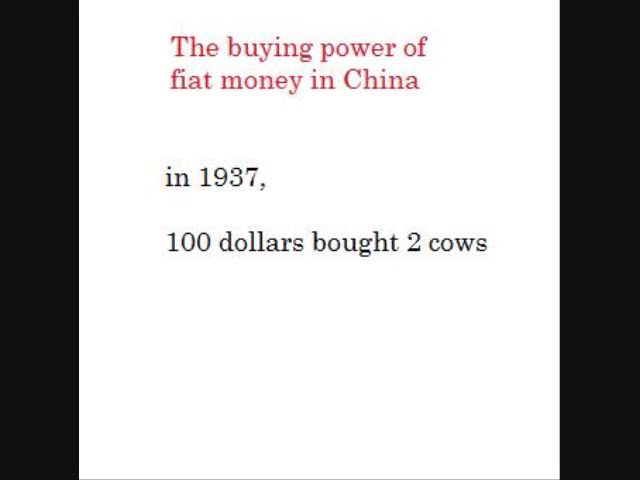 The buying power of
fiat money in China
in 1937,
100 dollars bought 2 cows